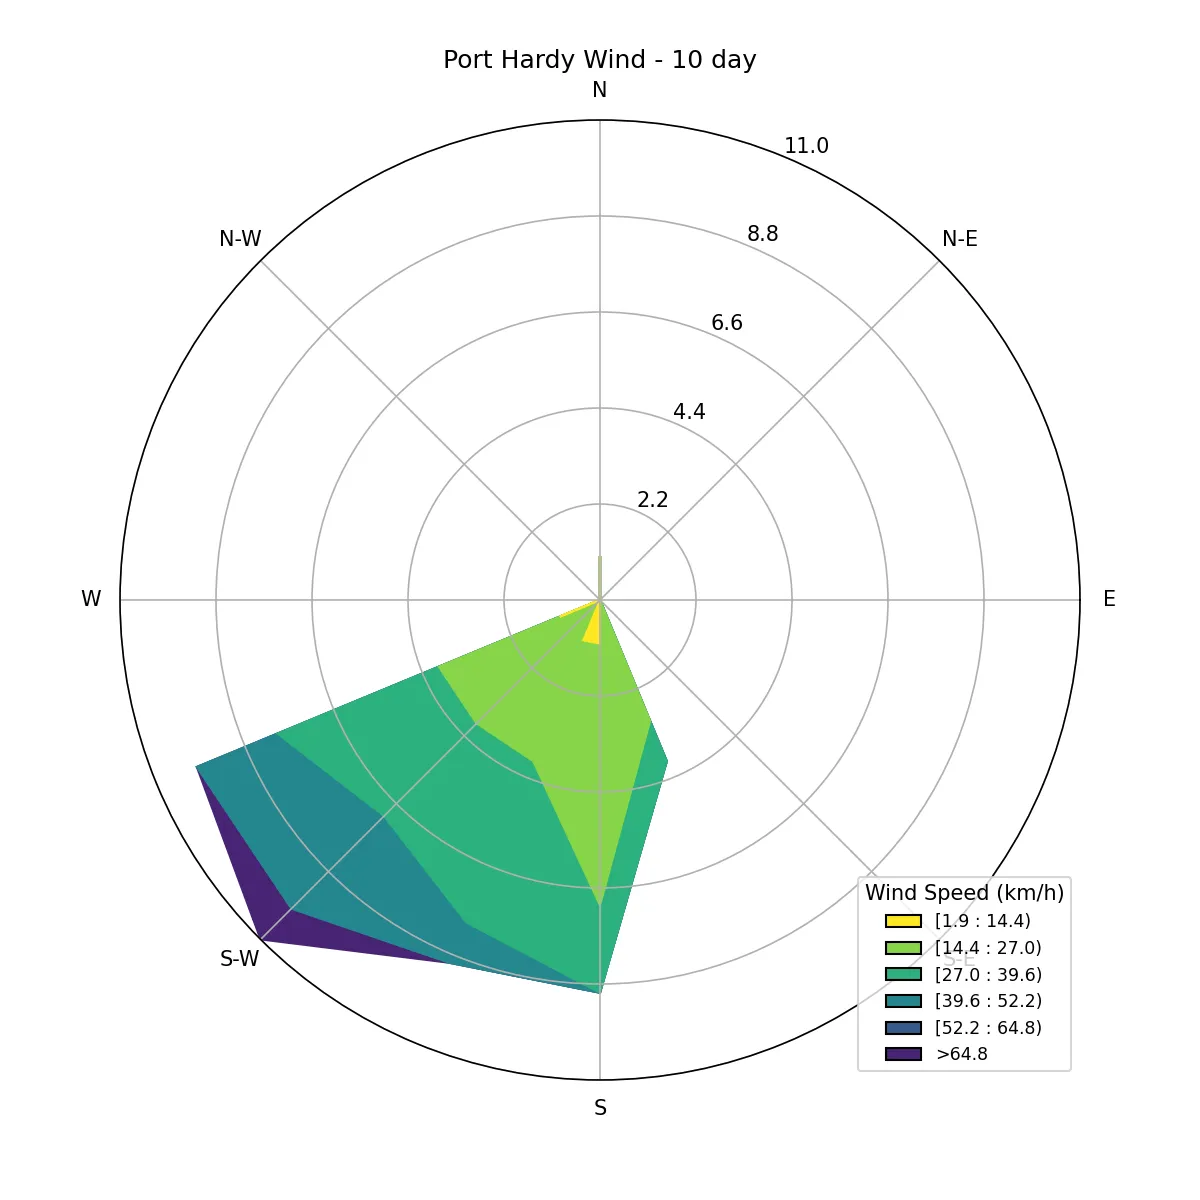 Port Hardy Wind - 10 day
N
11.0
N-W
8.8
N-E
6.6
4.4
2.2
W
E
S-W
S-E
S
Wind Speed (km/h)
[1.9 : 14.4)
[14.4 : 27.0)
[27.0 : 39.6)
[39.6 : 52.2)
[52.2 : 64.8)
>64.8